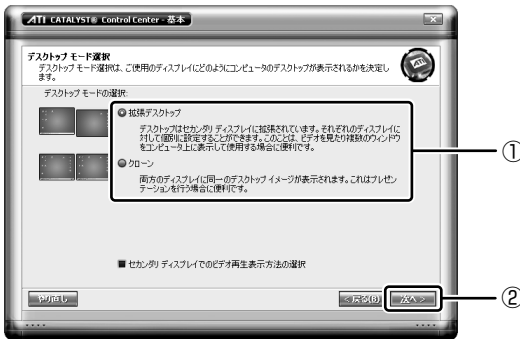 ATI CATALYST® Control Center - 基本
デスクトップ モード選択
デスクトップ モード選択は、ご使用のディスプレイにどのようにコンピュータのデスクトップが表示されるかを決定し
ます。
デスクトップ モードの選択:
拡張デスクトップ
デスクトップはセカンダリ ディスプレイに拡張されています。それぞれのディスプレイに
対して個別に設定することができます。このことは、ビデオを見たり複数のウィンドウ
をコンピュータ上に表示して使用する場合に便利です。
①
クローン
両方のディスプレイに同一のデスクトップ イメージが表示されます。これはプレゼン
テーションを行う場合に便利です。
セカンダリ ディスプレイでのビデオ再生表示方法の選択
やり直し
< 戻る(B)
次へ >
②